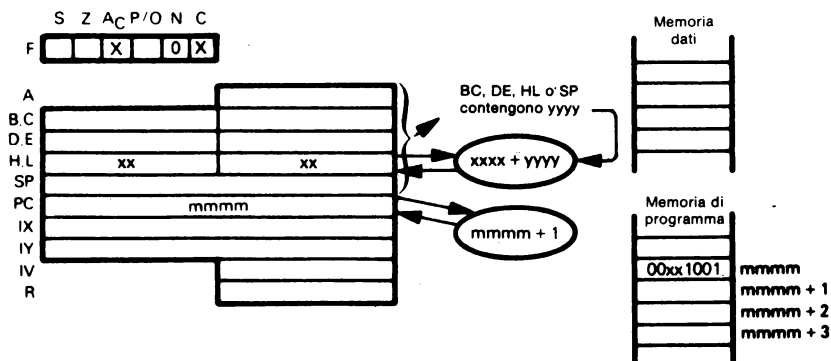 S Z AC P/O N C
F X 0 X
A
B.C
D.E
H.L xx xx
SP
PC mmmm
IX
IY
IV
R
BC, DE, HL o SP
contengono yyyy
xxxx + yyyy
mmmm + 1
Memoria
dati
Memoria di
programma
00xx1001 mmmm
mmmm + 1
mmmm + 2
mmmm + 3